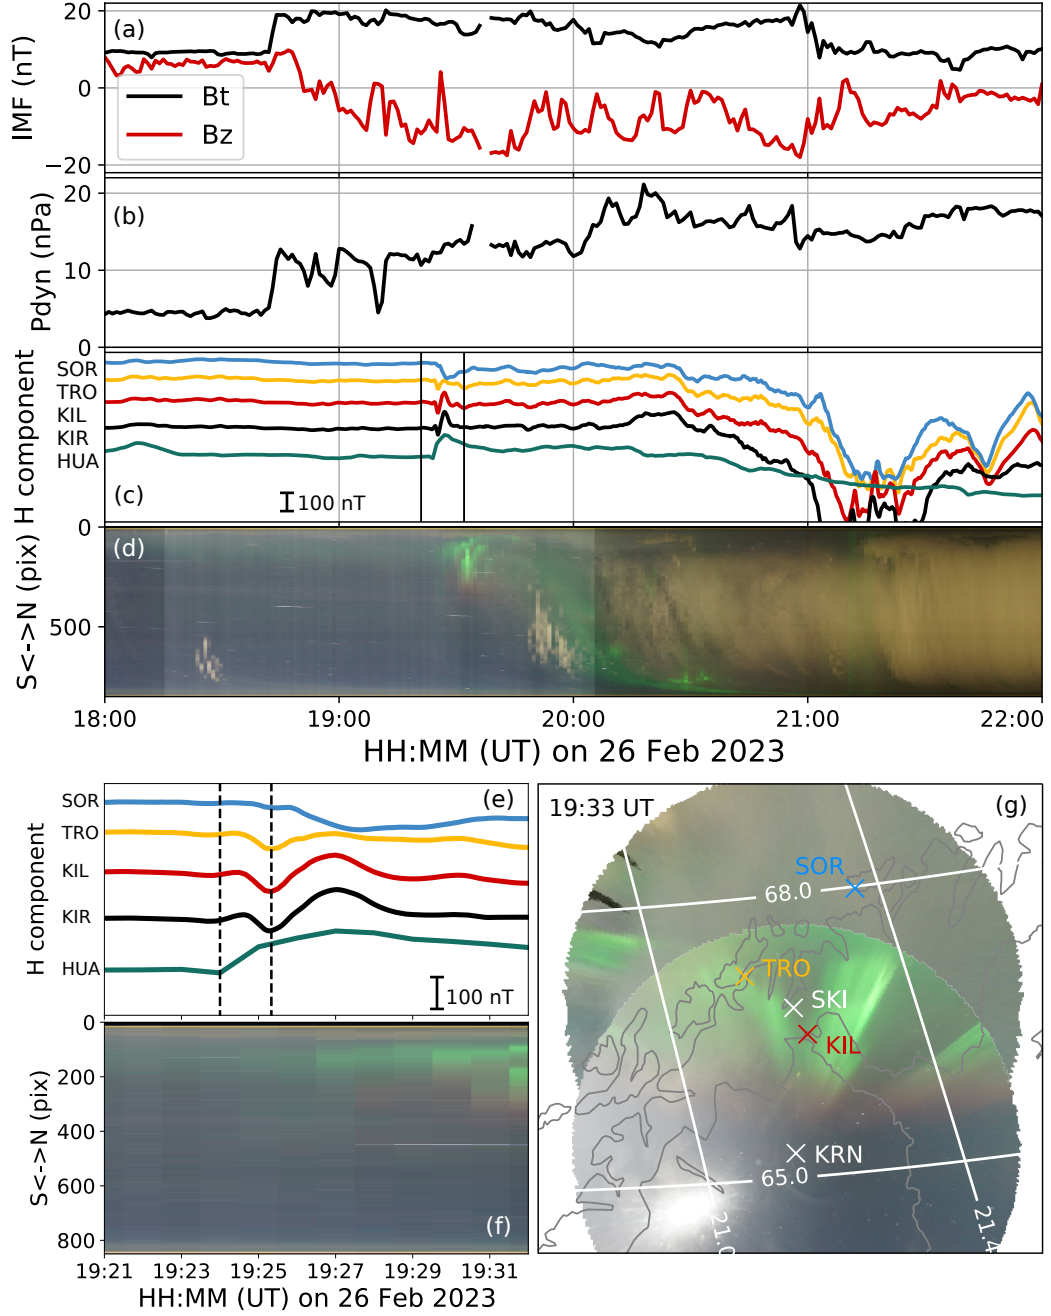 (a)
IMF (nT)
20
0
−20
Bt
Bz
(b)
Pdyn (nPa)
20
10
0
H component
SOR
TRO
KIL
KIR
HUA
(c)
100 nT
(d)
S<->N (pix)
0
500
18:00 19:00 20:00 21:00 22:00
HH:MM (UT) on 26 Feb 2023
(e)
H component
SOR
TRO
KIL
KIR
HUA
100 nT
S<->N (pix)
0
200
400
600
800
(f)
19:21 19:23 19:25 19:27 19:29 19:31
HH:MM (UT) on 26 Feb 2023
19:33 UT
(g)
SOR
68.0
TRO
SKI
KIL
KRN
65.0
21.0
21.4